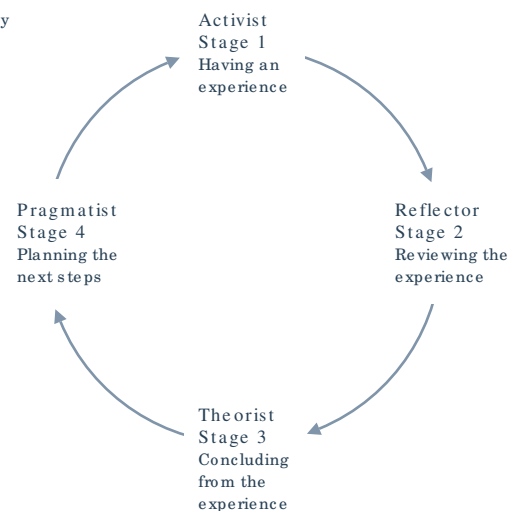 y
Activist
Stage 1
Having an
experience
Reflector
Stage 2
Reviewing the
experience
Theorist
Stage 3
Concluding
from the
experience
Pragmatist
Stage 4
Planning the
next steps